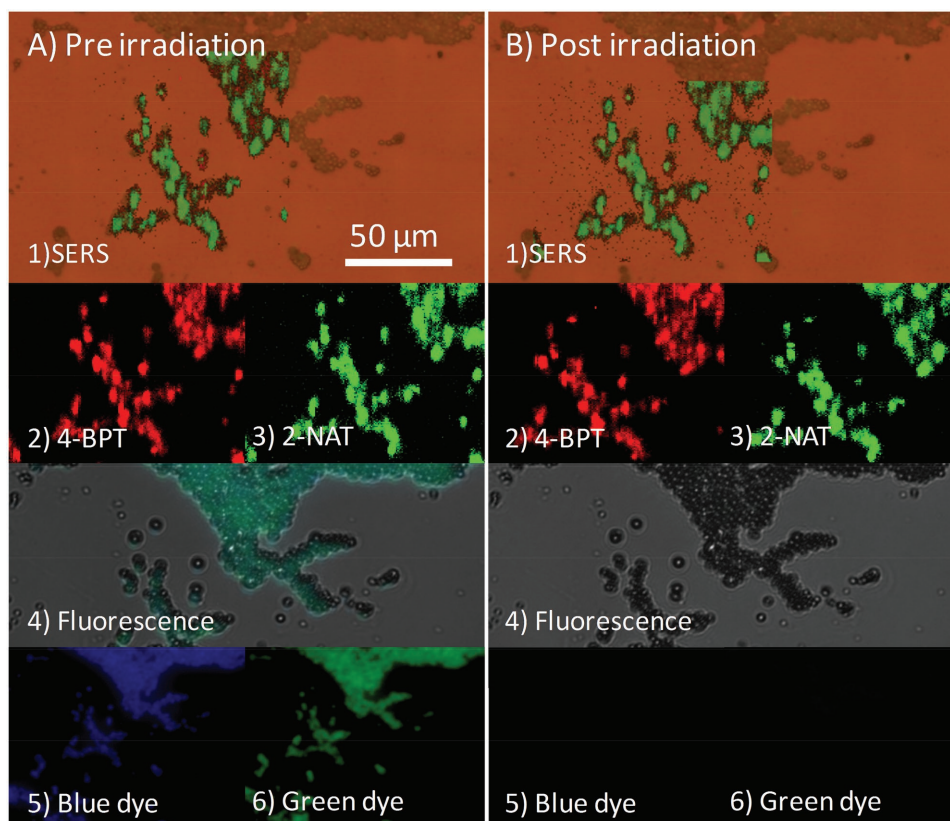 A) Pre irradiation
1)SERS
50 µm
2) 4-BPT
3) 2-NAT
4) Fluorescence
5) Blue dye
6) Green dye
B) Post irradiation
1)SERS
2) 4-BPT
3) 2-NAT
4) Fluorescence
5) Blue dye
6) Green dye